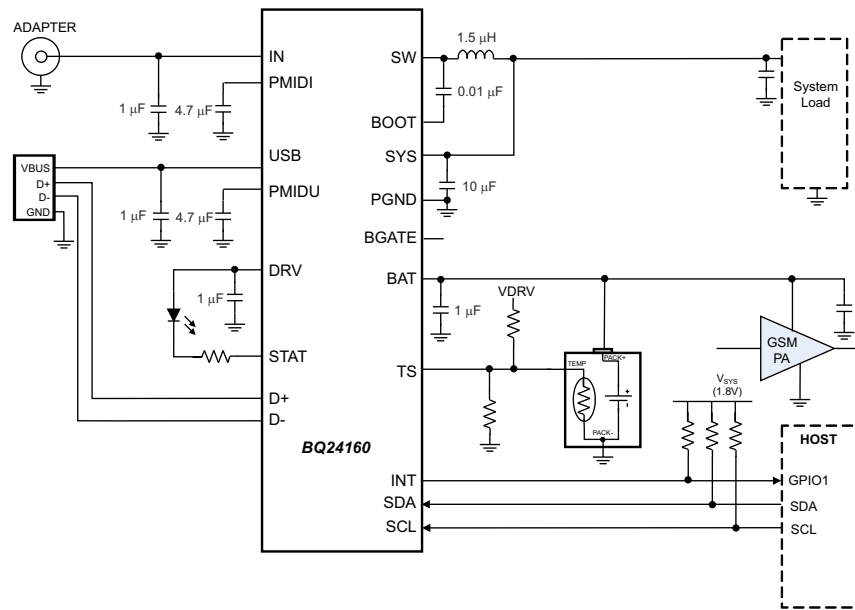 ADAPTER
IN
PMIDI
1 μF
4.7 μF
USB
PMIDU
VBUS
D+
D-
GND
1 μF
4.7 μF
DRV
1 μF
STAT
D+
D-
BQ24160
SW
1.5 μH
0.01 μF
BOOT
SYS
10 μF
PGND
BGATE
BAT
1 μF
VDRV
TS
TEMP
PACK+
+
-
PACK-
System
Load
GSM
PA
VSYS
(1.8V)
HOST
INT
GPIO1
SDA
SDA
SCL
SCL